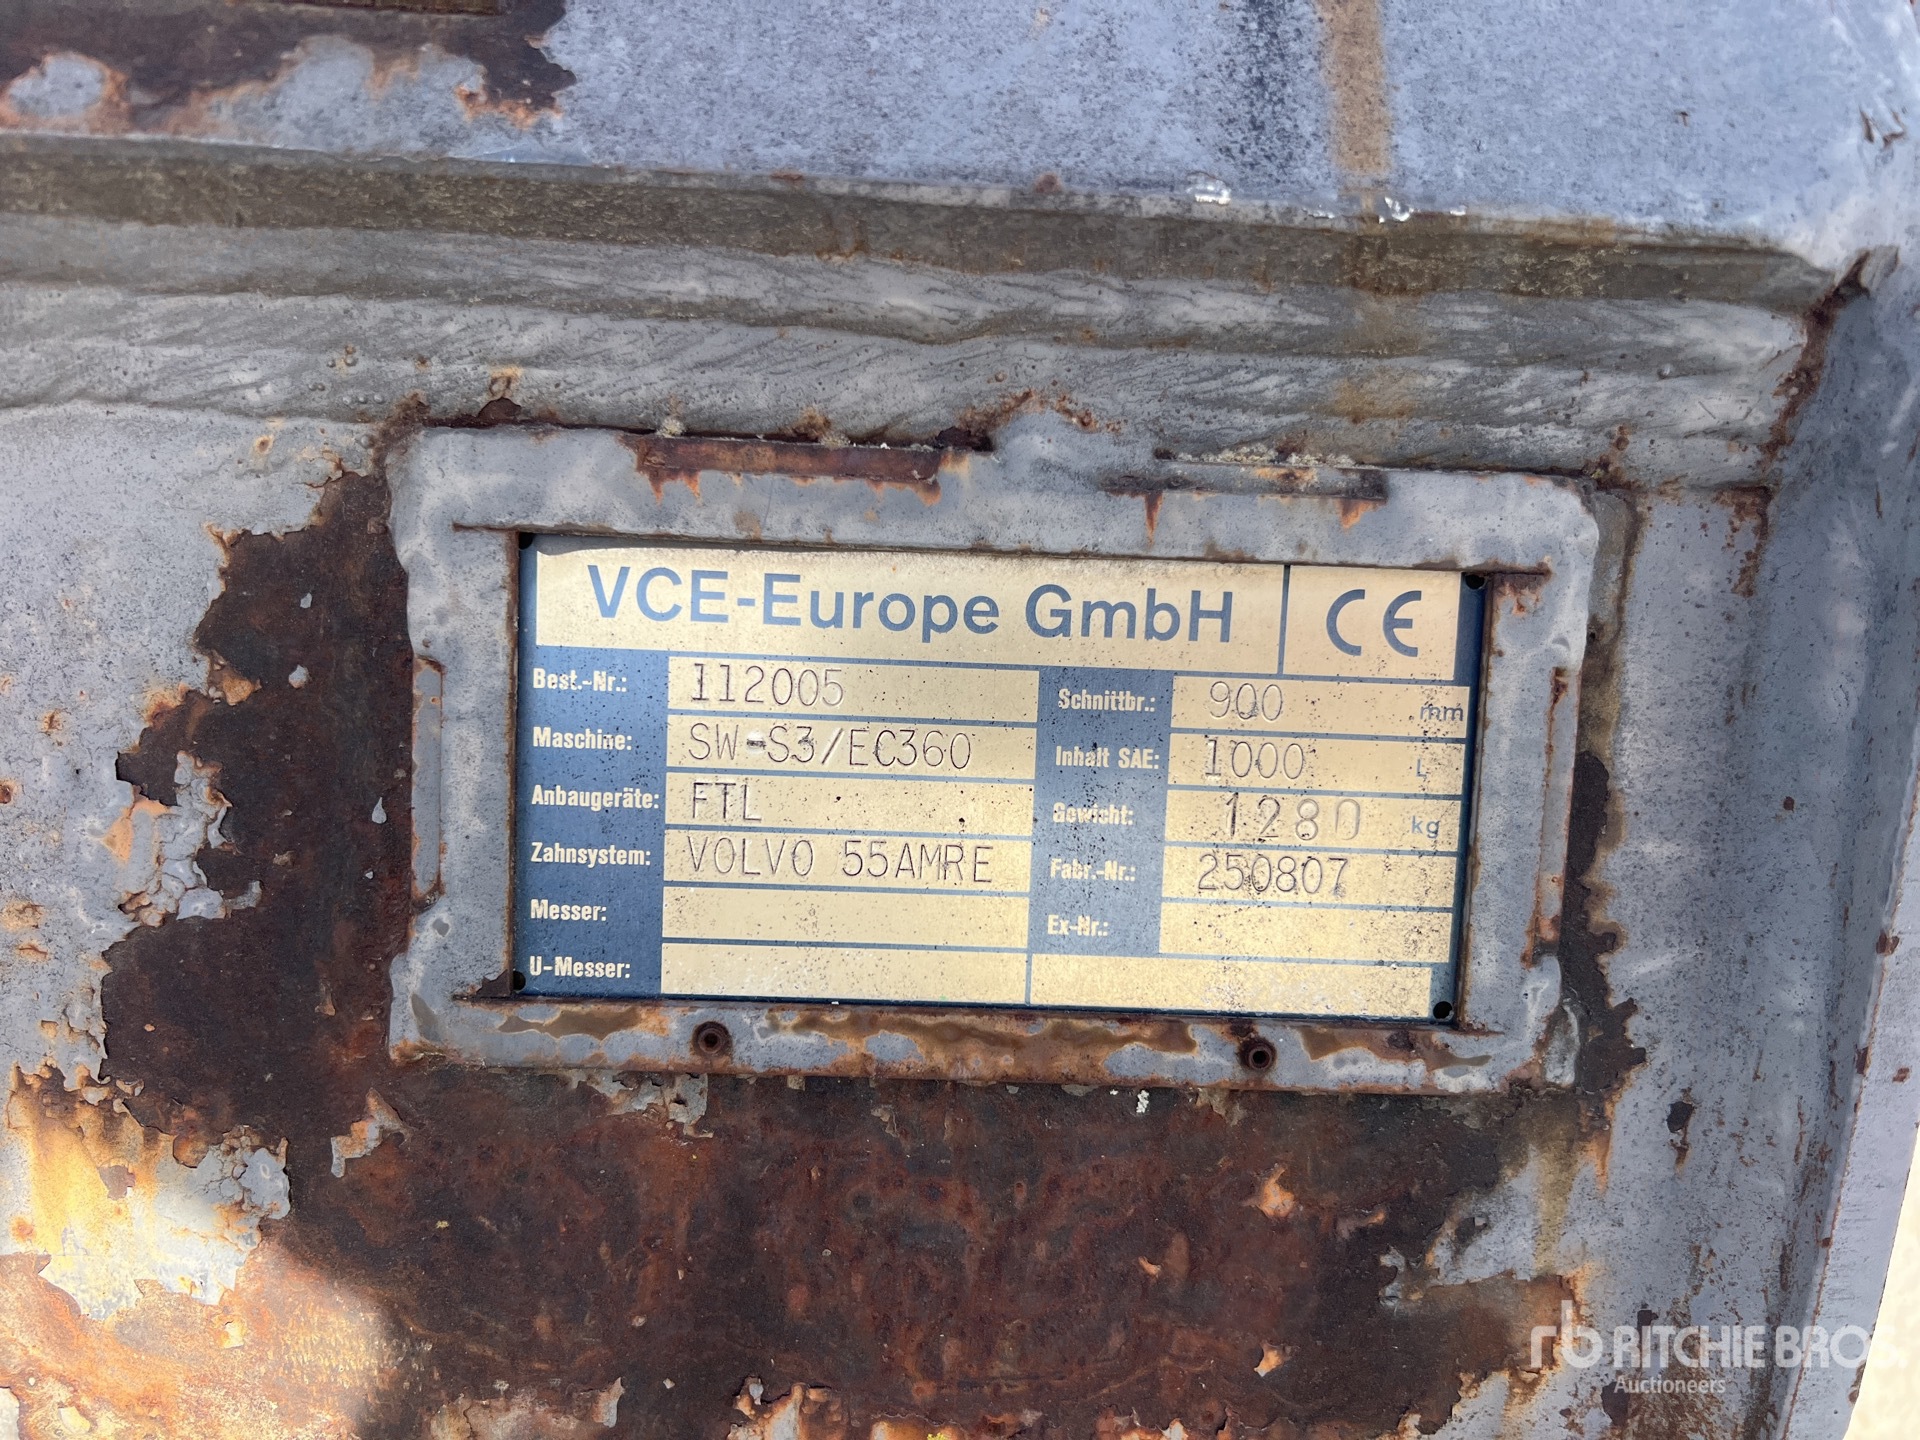 VCE-Europe GmbH CE
Best.-Nr.: 112005 Schnittbr.: 900 mm
Maschine: SW-S3/EC360 Inhalt SAE: 1000 L
Anbaugeräte: FTL Gewicht: 1280 kg
Zahnsystem: VOLVO 55AMRE Fabr.-Nr.: 250807
Messer: Ex-Nr.:
U-Messer:
rb RITCHIE BROS.
Auctioneers